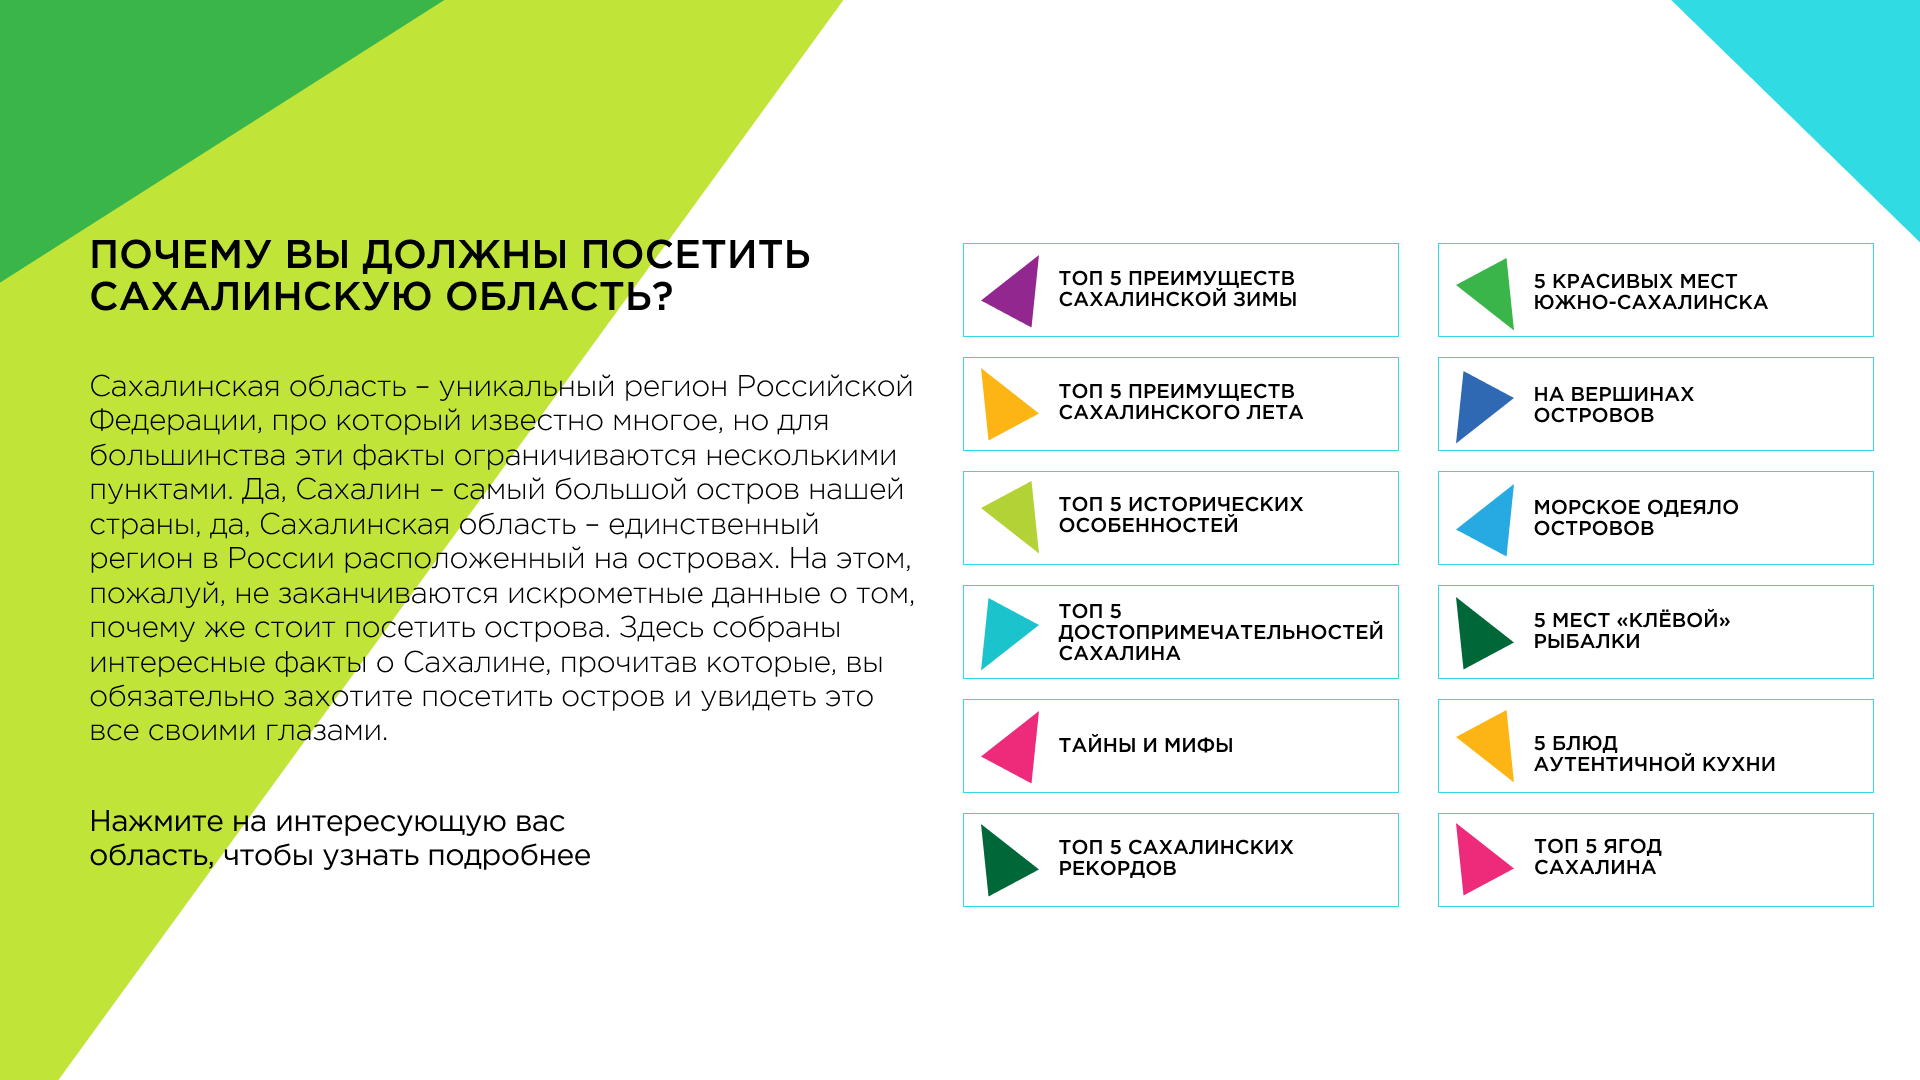 ПОЧЕМУ ВЫ ДОЛЖНЫ ПОСЕТИТЬ
САХАЛИНСКУЮ ОБЛАСТЬ?
Сахалинская область – уникальный регион Российской
Федерации, про который известно многое, но для
большинства эти факты ограничиваются несколькими
пунктами. Да, Сахалин – самый большой остров нашей
страны, да, Сахалинская область – единственный
регион в России расположенный на островах. На этом,
пожалуй, не заканчиваются искрометные данные о том,
почему же стоит посетить острова. Здесь собраны
интересные факты о Сахалине, прочитав которые, вы
обязательно захотите посетить остров и увидеть это
все своими глазами.
Нажмите на интересующую вас
область, чтобы узнать подробнее
ТОП 5 ПРЕИМУЩЕСТВ
САХАЛИНСКОЙ ЗИМЫ
ТОП 5 ПРЕИМУЩЕСТВ
САХАЛИНСКОГО ЛЕТА
ТОП 5 ИСТОРИЧЕСКИХ
ОСОБЕННОСТЕЙ
ТОП 5
ДОСТОПРИМЕЧАТЕЛЬНОСТЕЙ
САХАЛИНА
ТАЙНЫ И МИФЫ
ТОП 5 САХАЛИНСКИХ
РЕКОРДОВ
5 КРАСИВЫХ МЕСТ
ЮЖНО-САХАЛИНСКА
НА ВЕРШИНАХ
ОСТРОВОВ
МОРСКОЕ ОДЕЯЛО
ОСТРОВОВ
5 МЕСТ «КЛЁВОЙ»
РЫБАЛКИ
5 БЛЮД
АУТЕНТИЧНОЙ КУХНИ
ТОП 5 ЯГОД
САХАЛИНА